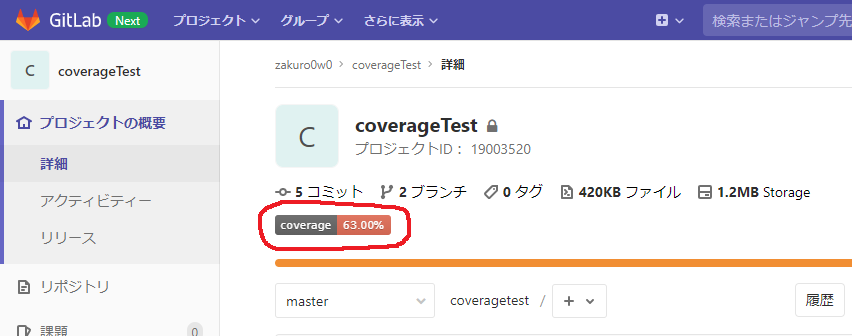 GitLab Next プロジェクト グループ さらに表示 検索またはジャンプ先
C coverageTest
zakuro0w0 > coverageTest > 詳細
プロジェクトの概要
詳細
アクティビティー
リリース
リポジトリ
課題 0
C
coverageTest
プロジェクトID： 19003520
5 コミット 2 ブランチ 0 タグ 420KB ファイル 1.2MB Storage
coverage 63.00%
master coveragetest / + 履歴